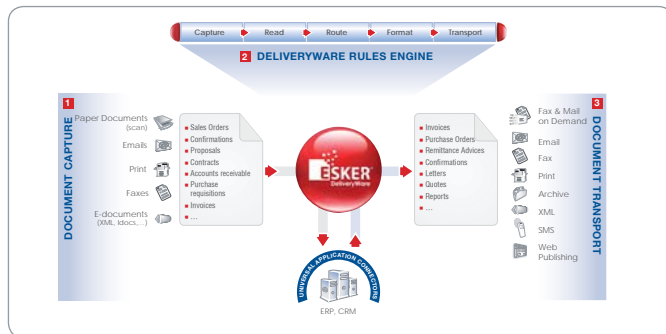 Capture
Read
Route
Format
Transport
2 DELIVERYWARE RULES ENGINE
1
DOCUMENT CAPTURE
Paper Documents
(scan)
Emails
Print
Faxes
E-documents
(XML, Idocs,...)
Sales Orders
Confirmations
Proposals
Contracts
Accounts receivable
Purchase
requisitions
Invoices
...
ESKER
DeliveryWare
UNIVERSAL APPLICATION CONNECTORS
ERP, CRM
Invoices
Purchase Orders
Remittance Advices
Confirmations
Letters
Quotes
Reports
...
3
DOCUMENT TRANSPORT
Fax & Mail
on Demand
Email
Fax
Print
Archive
XML
SMS
Web
Publishing